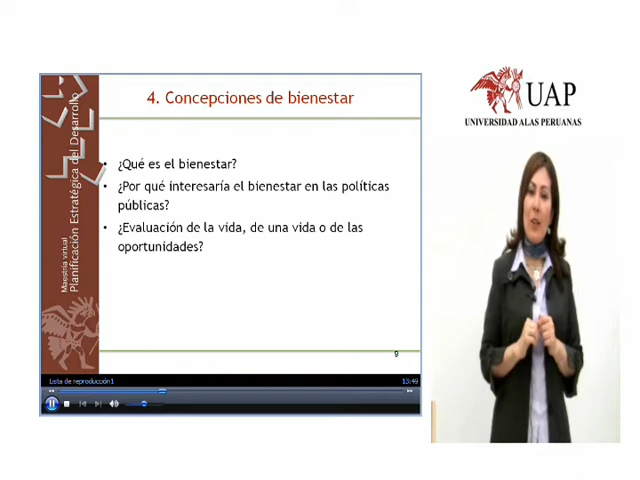 4. Concepciones de bienestar
• ¿Qué es el bienestar?
• ¿Por qué interesaría el bienestar en las políticas
públicas?
• ¿Evaluación de la vida, de una vida o de las
oportunidades?
Maestría virtual
Planificación Estratégica del Desarrollo
9
Lista de reproducción1
13:49
UAP
UNIVERSIDAD ALAS PERUANAS